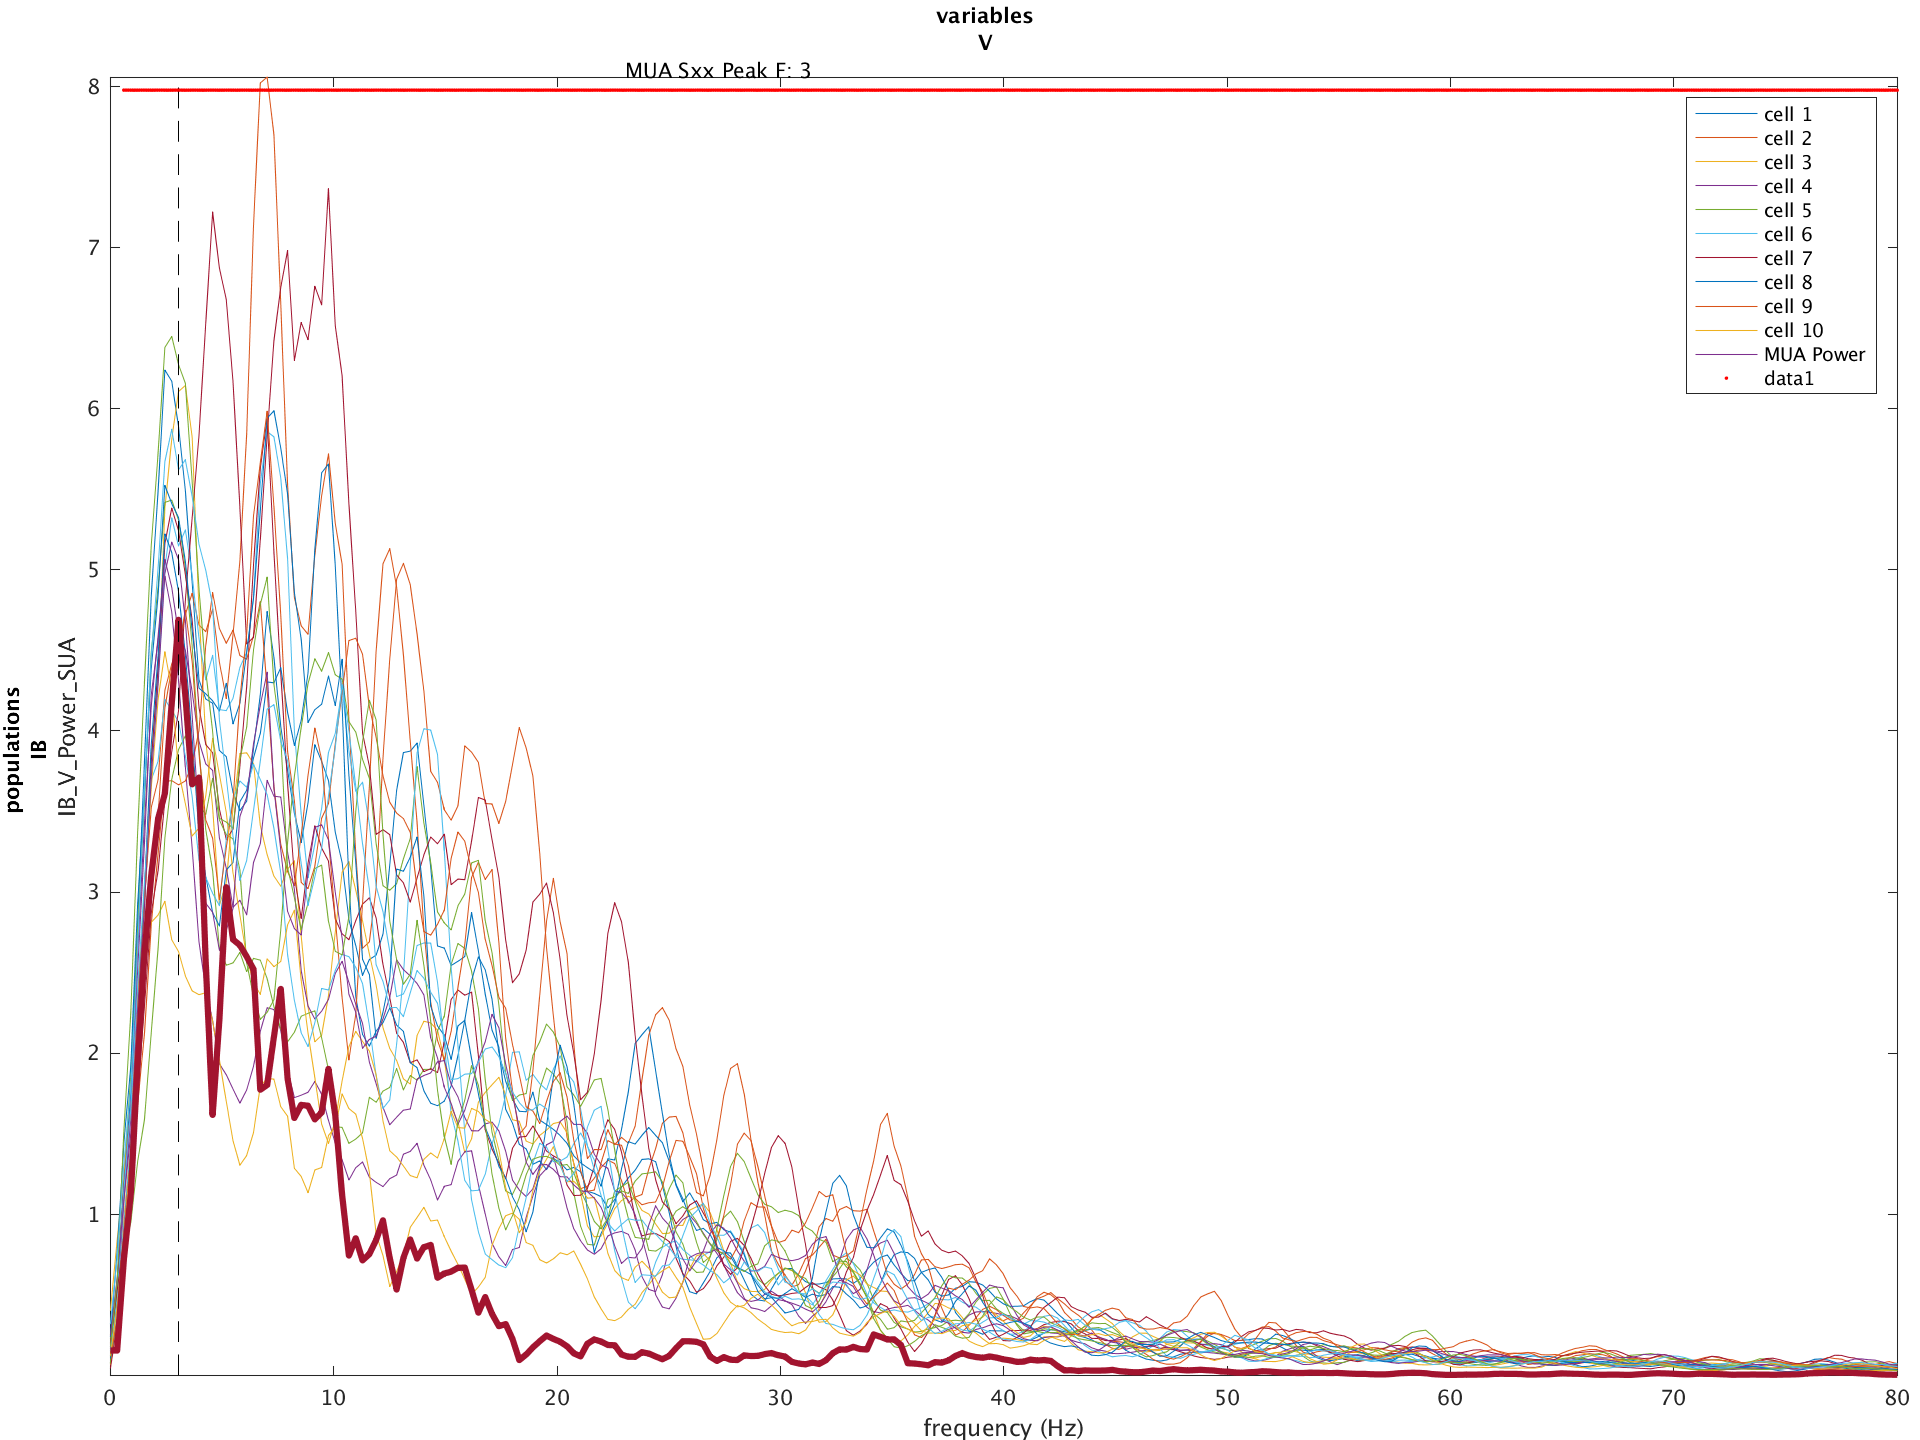 variables
V
MUA Sxx Peak F: 3
8
7
6
5
4
3
2
1
populations
IB
IB_V_Power_SUA
cell 1
cell 2
cell 3
cell 4
cell 5
cell 6
cell 7
cell 8
cell 9
cell 10
MUA Power
data1
0 10 20 30 40 50 60 70 80
frequency (Hz)